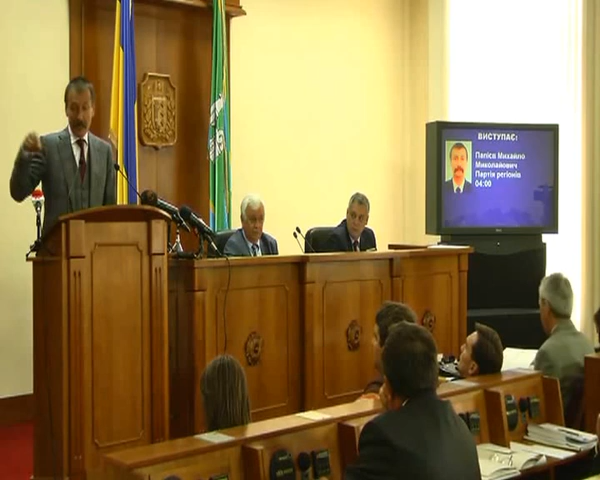 ВИСТУПАЄ:
Папієв Михайло
Миколайович
Партія регіонів
04:00